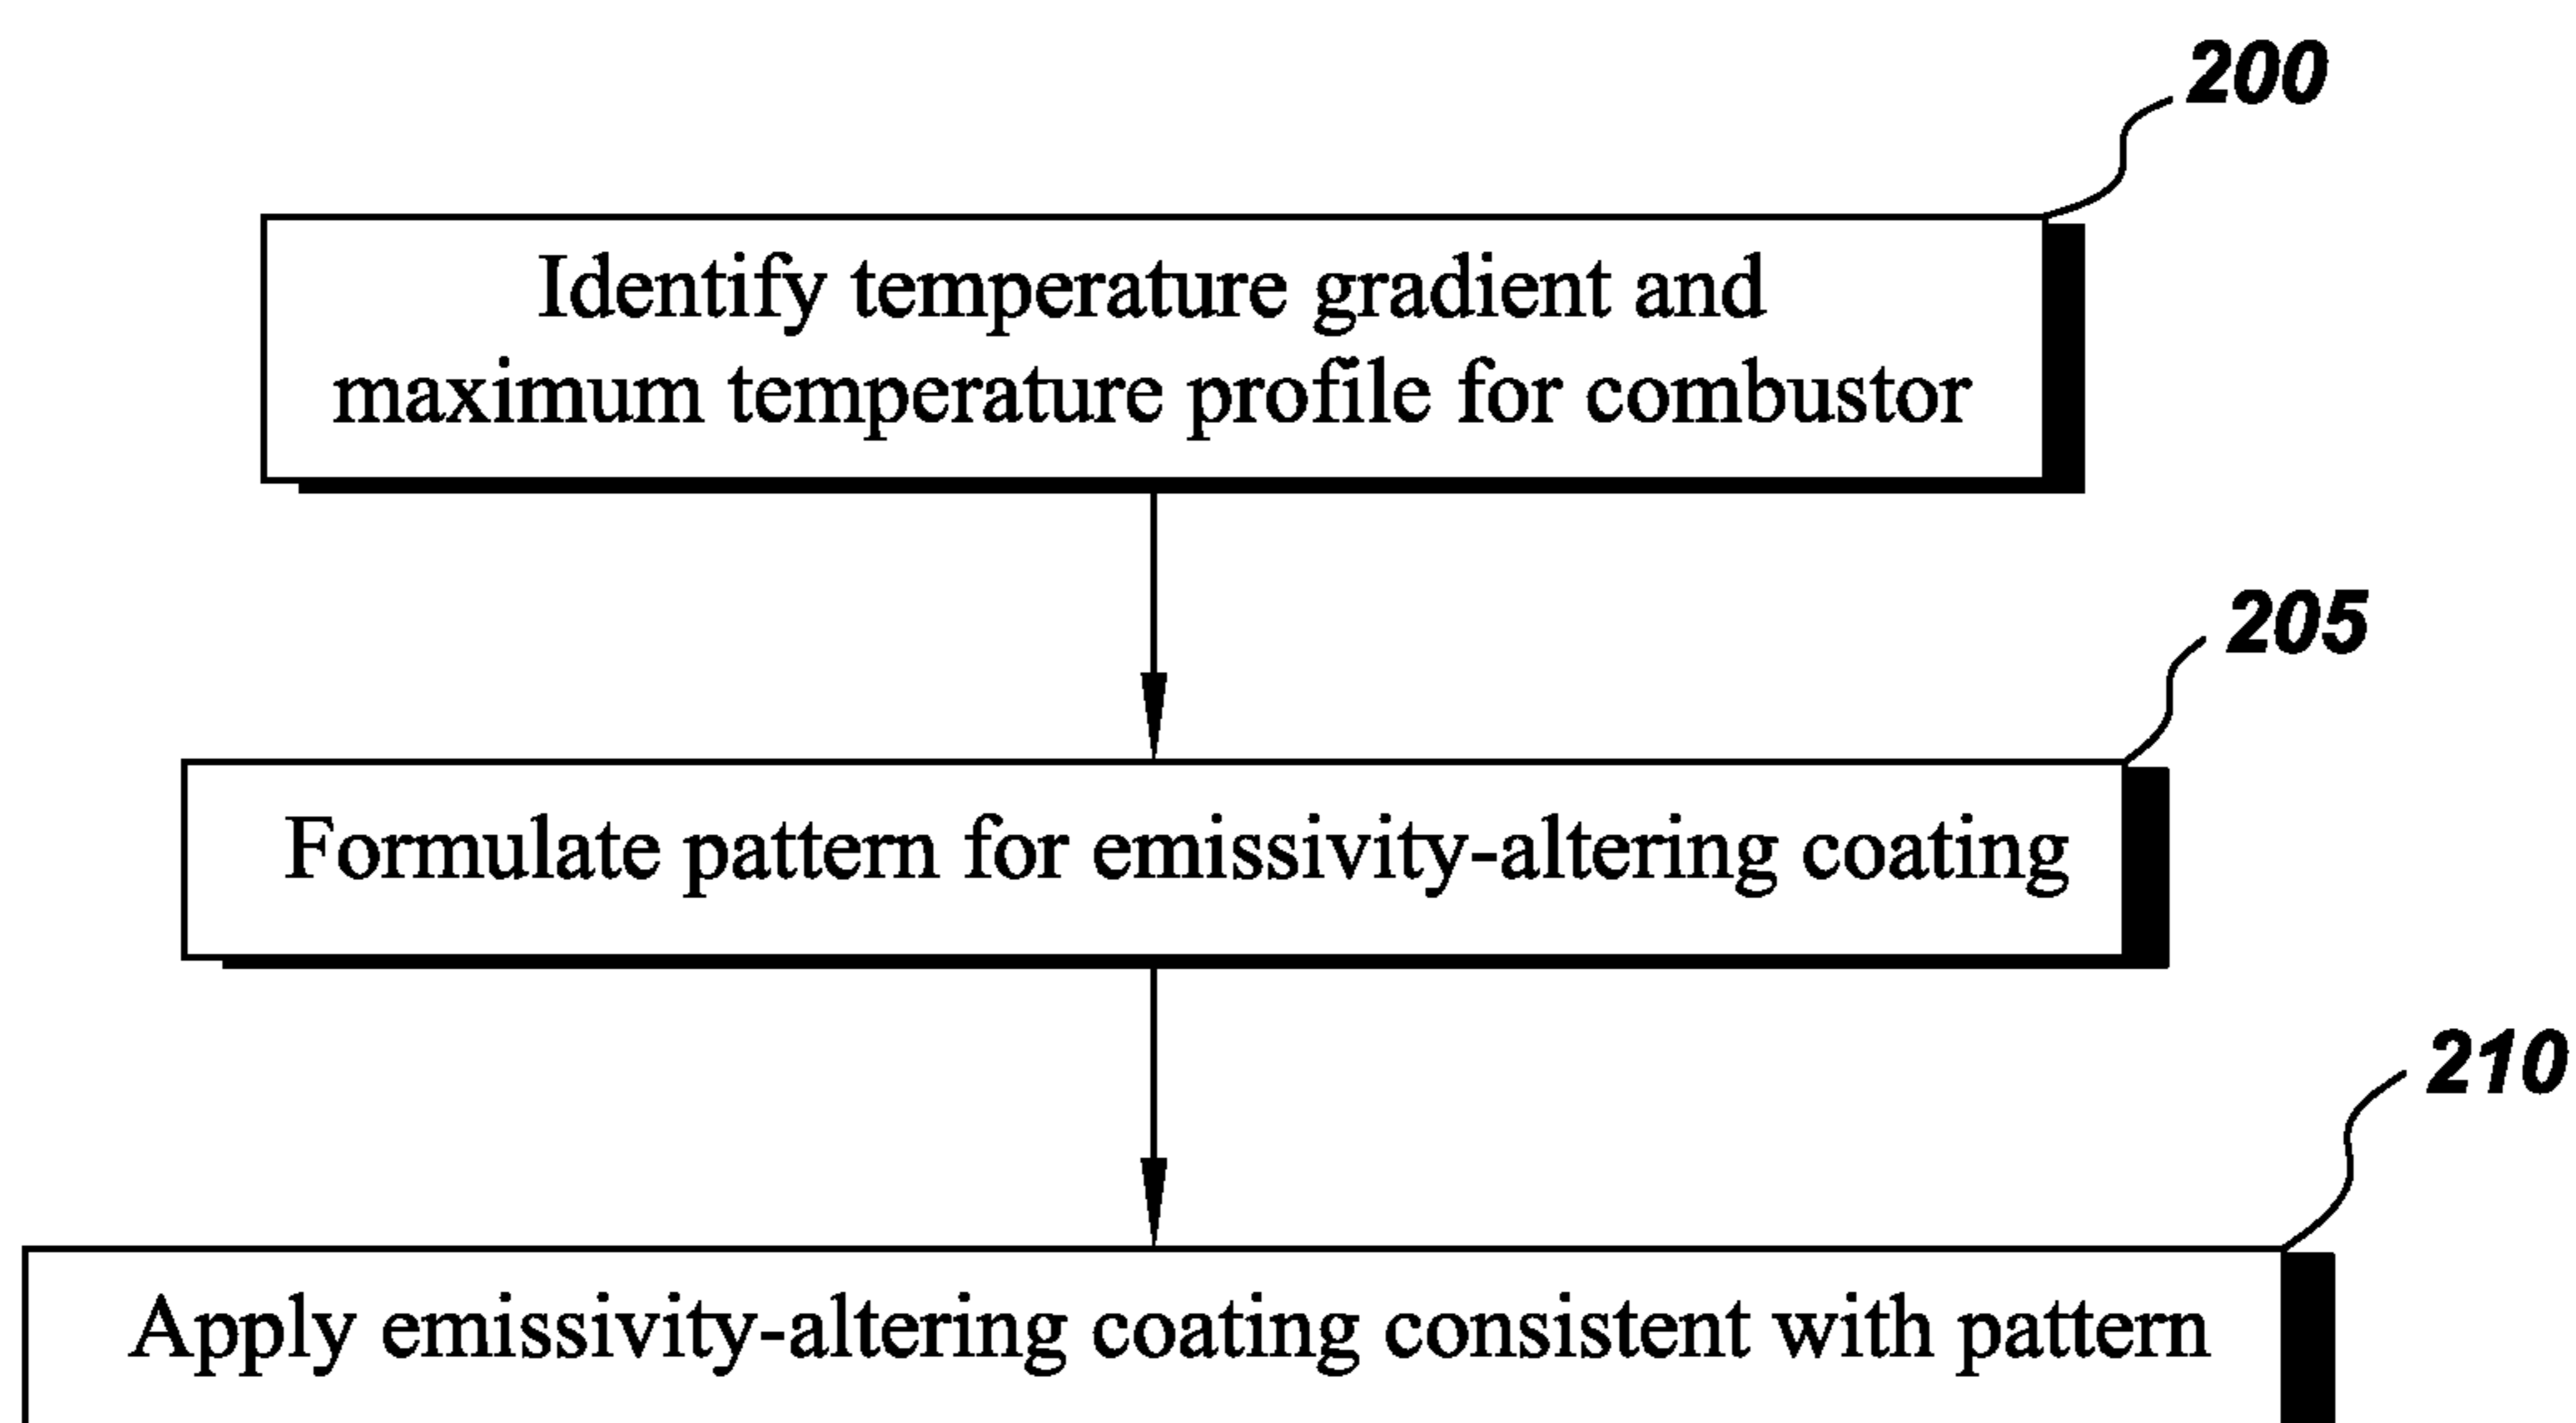 200
Identify temperature gradient and
maximum temperature profile for combustor
205
Formulate pattern for emissivity-altering coating
210
Apply emissivity-altering coating consistent with pattern